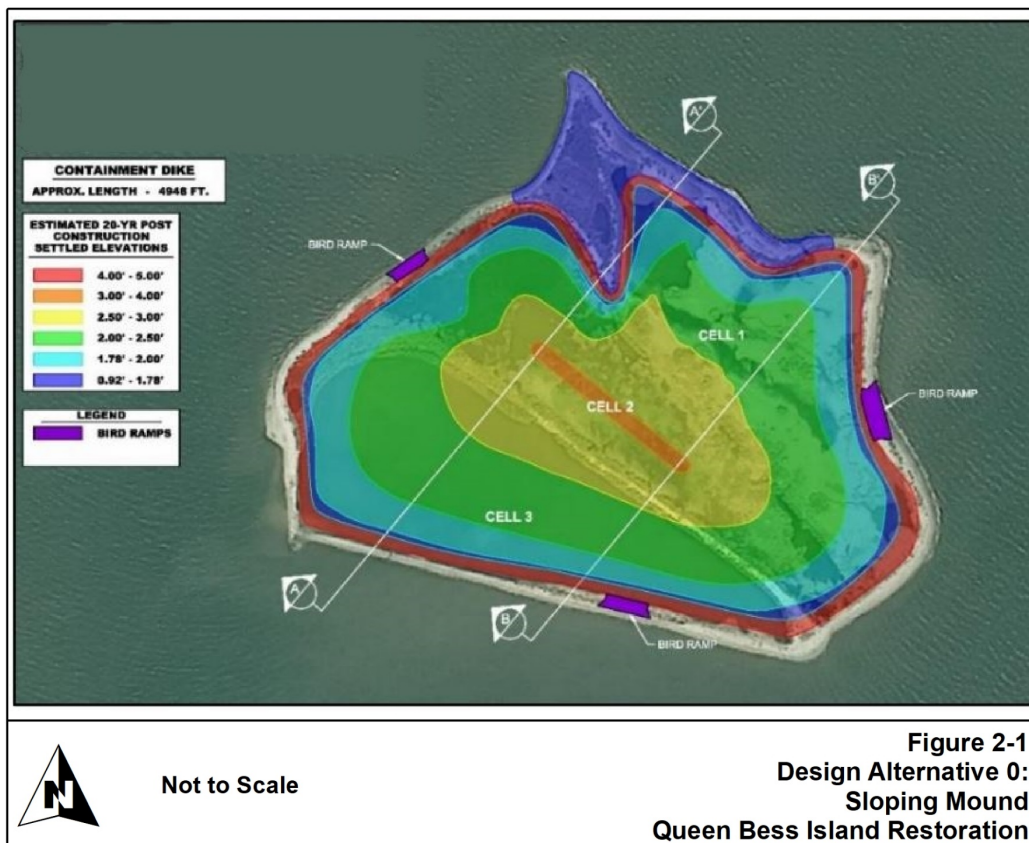 CONTAINMENT DIKE
APPROX. LENGTH - 4948 FT.
ESTIMATED 20-YR POST
CONSTRUCTION
SETTLED ELEVATIONS
4.00' - 5.00'
3.00' - 4.00'
2.50' - 3.00'
2.00' - 2.50'
1.78' - 2.00'
0.92' - 1.78'
LEGEND
BIRD RAMPS
A'
B'
BIRD RAMP
CELL 1
BIRD RAMP
CELL 2
CELL 3
A
B
BIRD RAMP
N
Not to Scale
Figure 2-1
Design Alternative 0:
Sloping Mound
Queen Bess Island Restoration